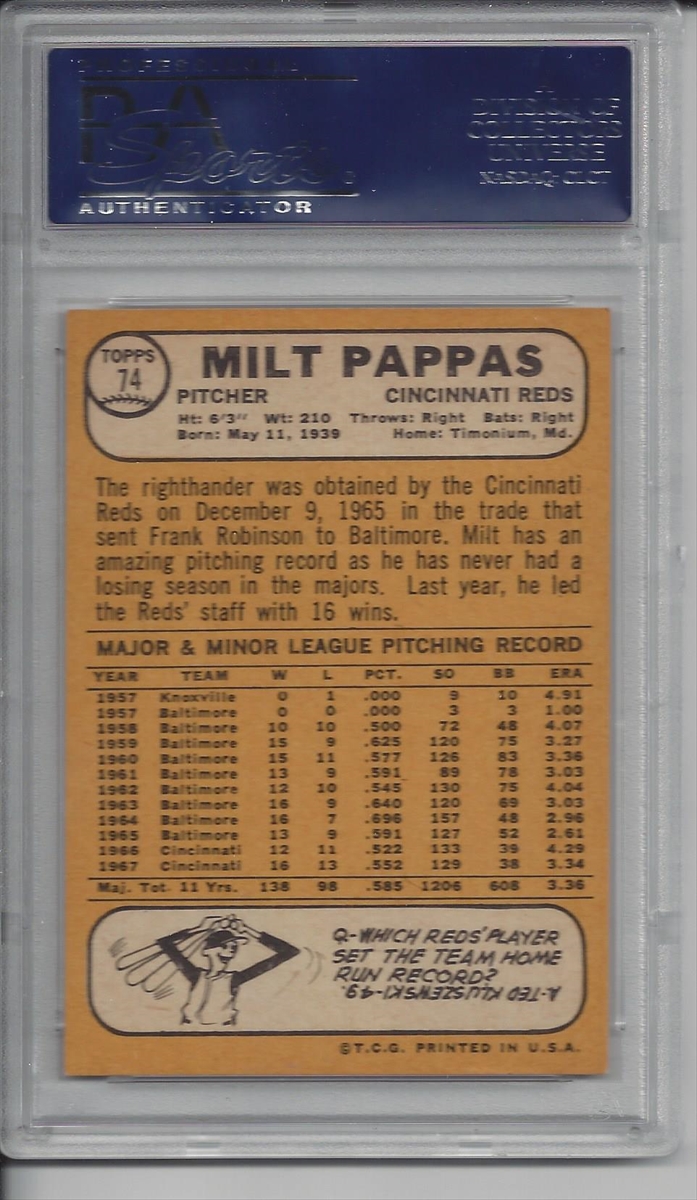 PROFESSIONAL
PSA
Sports
AUTHENTICATOR
A
DIVISION OF
COLLECTORS
UNIVERSE
NASDAQ: CLCT
TOPPS
74
MILT PAPPAS
PITCHER CINCINNATI REDS
Ht: 6'3" Wt: 210 Throws: Right Bats: Right
Born: May 11, 1939 Home: Timonium, Md.
The righthander was obtained by the Cincinnati
Reds on December 9, 1965 in the trade that
sent Frank Robinson to Baltimore. Milt has an
amazing pitching record as he has never had a
losing season in the majors. Last year, he led
the Reds' staff with 16 wins.
MAJOR & MINOR LEAGUE PITCHING RECORD
YEAR TEAM W L PCT. SO BB ERA
1957 Knoxville 0 1 .000 9 10 4.91
1957 Baltimore 0 0 .000 3 3 1.00
1958 Baltimore 10 10 .500 72 48 4.07
1959 Baltimore 15 9 .625 120 75 3.27
1960 Baltimore 15 11 .577 126 83 3.36
1961 Baltimore 13 9 .591 89 78 3.03
1962 Baltimore 12 10 .545 130 75 4.04
1963 Baltimore 16 9 .640 120 69 3.03
1964 Baltimore 16 7 .696 157 48 2.96
1965 Baltimore 13 9 .591 127 52 2.61
1966 Cincinnati 12 11 .522 133 39 4.29
1967 Cincinnati 16 13 .552 129 38 3.34
Maj. Tot. 11 Yrs. 138 98 .585 1206 608 3.36
Q-WHICH REDS' PLAYER
SET THE TEAM HOME
RUN RECORD?
A-TED KLUSZEWSKI-49.
©T.C.G. PRINTED IN U.S.A.